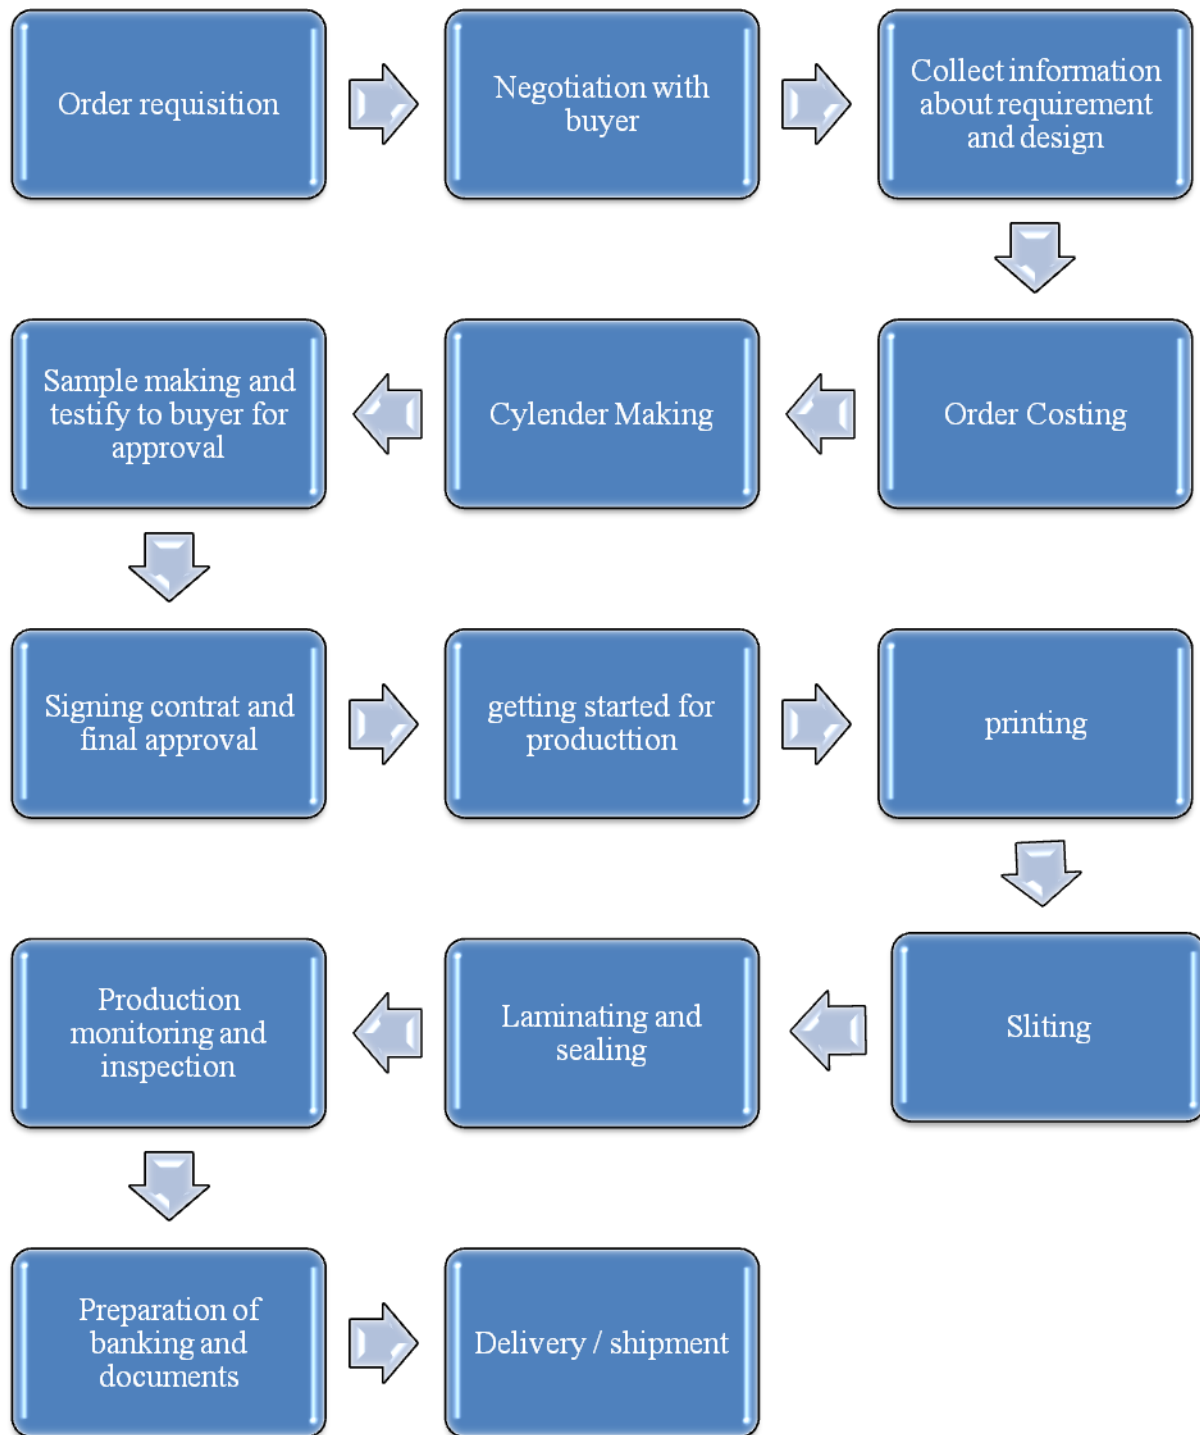 Order requisition
Negotiation with
buyer
Collect information
about requirement
and design
Order Costing
Cylender Making
Sample making and
testify to buyer for
approval
Signing contrat and
final approval
getting started for
producttion
printing
Sliting
Laminating and
sealing
Production
monitoring and
inspection
Preparation of
banking and
documents
Delivery / shipment